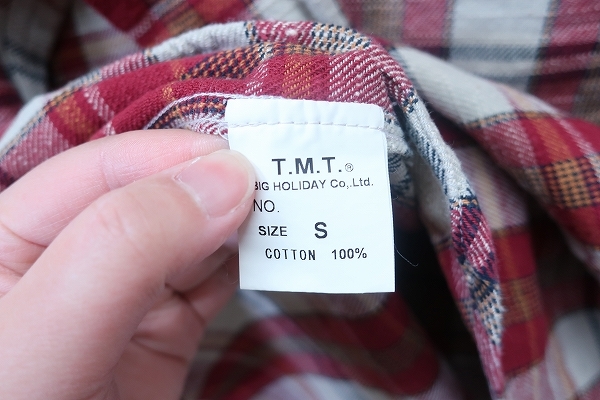 T.M.T.®
BIG HOLIDAY Co,.Ltd.
NO.
SIZE S
COTTON 100%